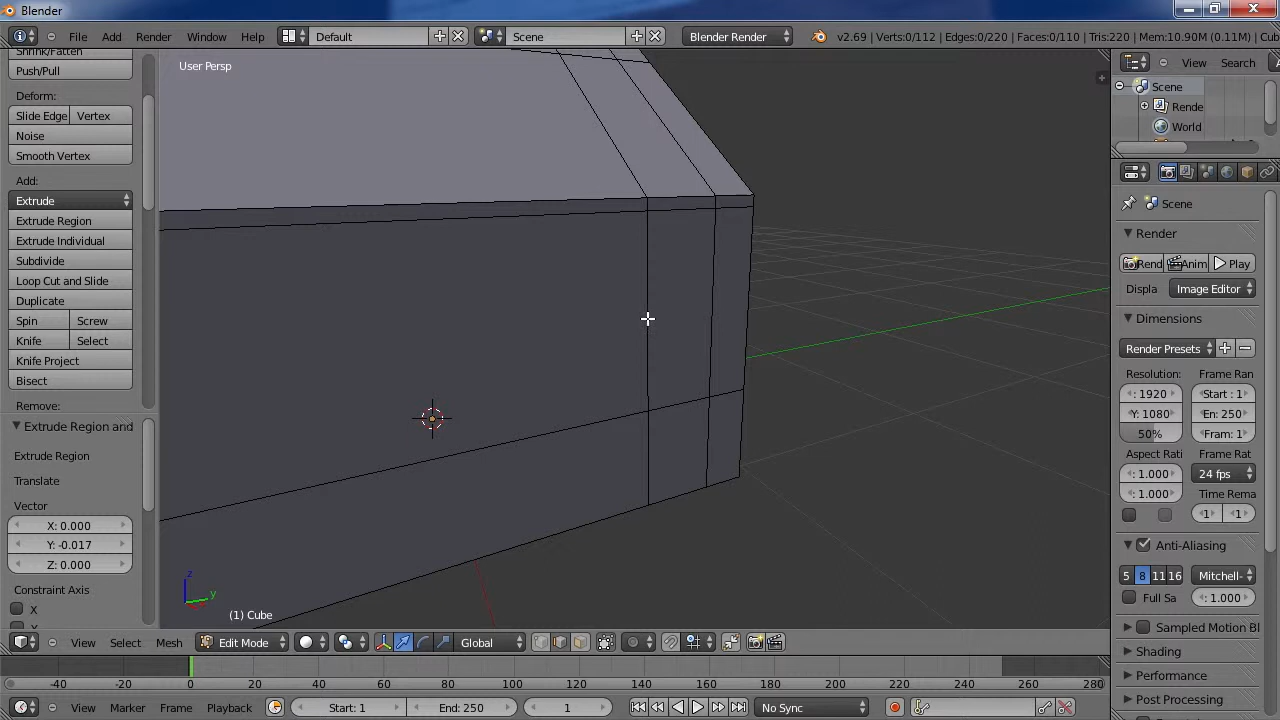 Blender
File Add Render Window Help Default Scene Blender Render v2.69 | Verts:0/112 | Edges:0/220 | Faces:0/110 | Tris:220 | Mem:10.90M (0.11M) | Cub
Shrink/Fatten
Push/Pull
Deform:
Slide Edge Vertex
Noise
Smooth Vertex
Add:
Extrude
Extrude Region
Extrude Individual
Subdivide
Loop Cut and Slide
Duplicate
Spin Screw
Knife Select
Knife Project
Bisect
Remove:
Extrude Region and
Extrude Region
Translate
Vector
X: 0.000
Y: -0.017
Z: 0.000
Constraint Axis
X
Y
User Persp
z
y
(1) Cube
View Select Mesh Edit Mode Global
-40 -20 0 20 40 60 80 100 120 140 160 180 200 220 240 260 280
View Marker Frame Playback Start: 1 End: 250 1 No Sync
View Search
Scene
Rende
World
Scene
Render
Rend Anim Play
Displa Image Editor
Dimensions
Render Presets
Resolution: Frame Ran
: 1920 Start : 1
Y: 1080 En: 250
50% Fram: 1
Aspect Rati Frame Rat
: 1.000 24 fps
: 1.000 Time Rema
1 1
Anti-Aliasing
5 8 11 16 Mitchell-
Full Sa : 1.000
Sampled Motion Bl
Shading
Performance
Post Processing